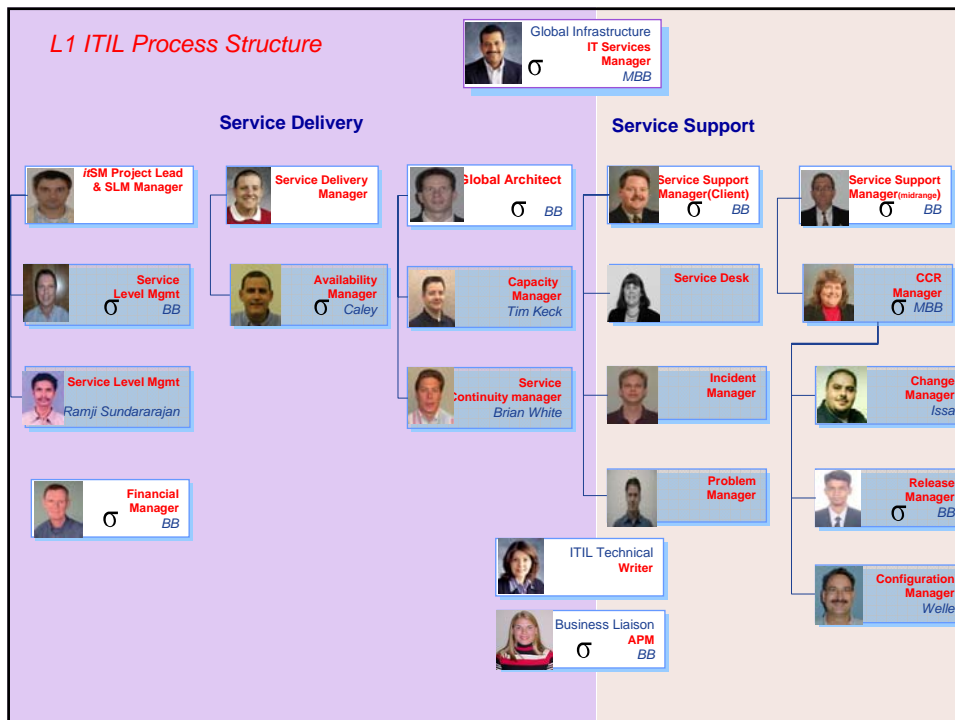 L1 ITIL Process Structure
Global Infrastructure
IT Services
Manager
σ
MBB
Service Delivery
Service Support
itSM Project Lead
& SLM Manager
Service Delivery
Manager
Global Architect
σ BB
Service Support
Manager(Client)
σ BB
Service Support
Manager(midrange)
σ BB
Service
Level Mgmt
σ BB
Availability
Manager
σ Caley
Capacity
Manager
Tim Keck
Service Desk
CCR
Manager
σ MBB
Service Level Mgmt
Ramji Sundararajan
Service
Continuity manager
Brian White
Incident
Manager
Change
Manager
Issa
Financial
Manager
σ BB
Problem
Manager
Release
Manager
σ BB
ITIL Technical
Writer
Configuration
Manager
Welle
Business Liaison
APM
σ BB